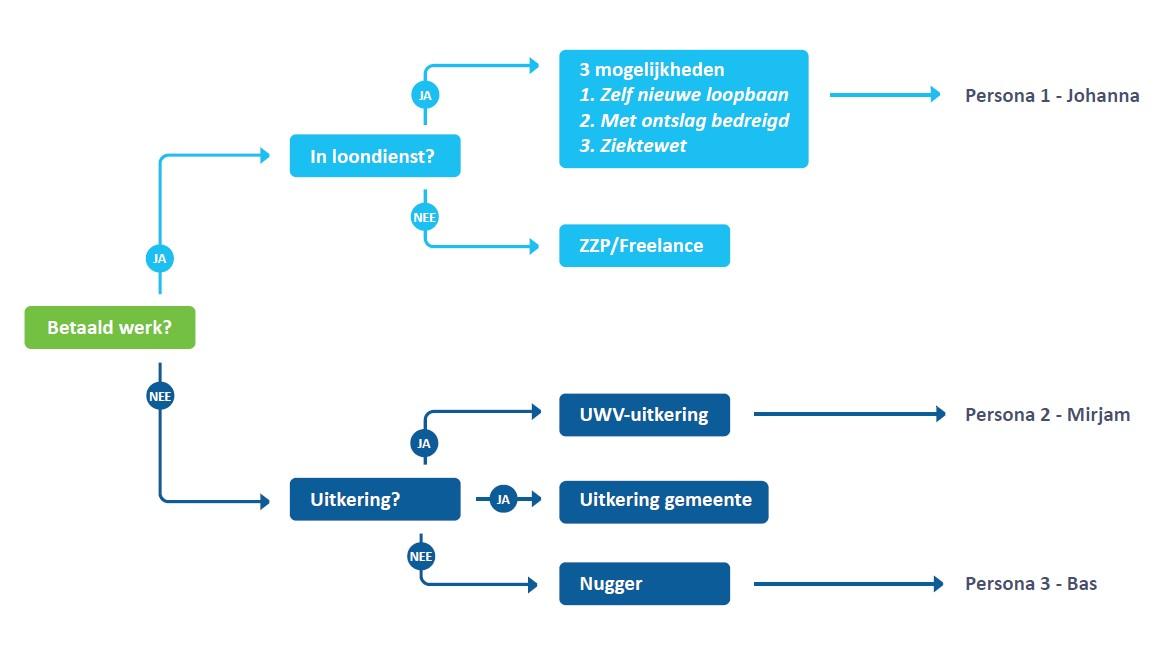 3 mogelijkheden
1. Zelf nieuwe loopbaan
2. Met ontslag bedreigd
3. Ziektewet
Persona 1 - Johanna
JA
In loondienst?
NEE
ZZP/Freelance
JA
Betaald werk?
NEE
UWV-uitkering
Persona 2 - Mirjam
JA
Uitkering?
JA
Uitkering gemeente
NEE
Nugger
Persona 3 - Bas